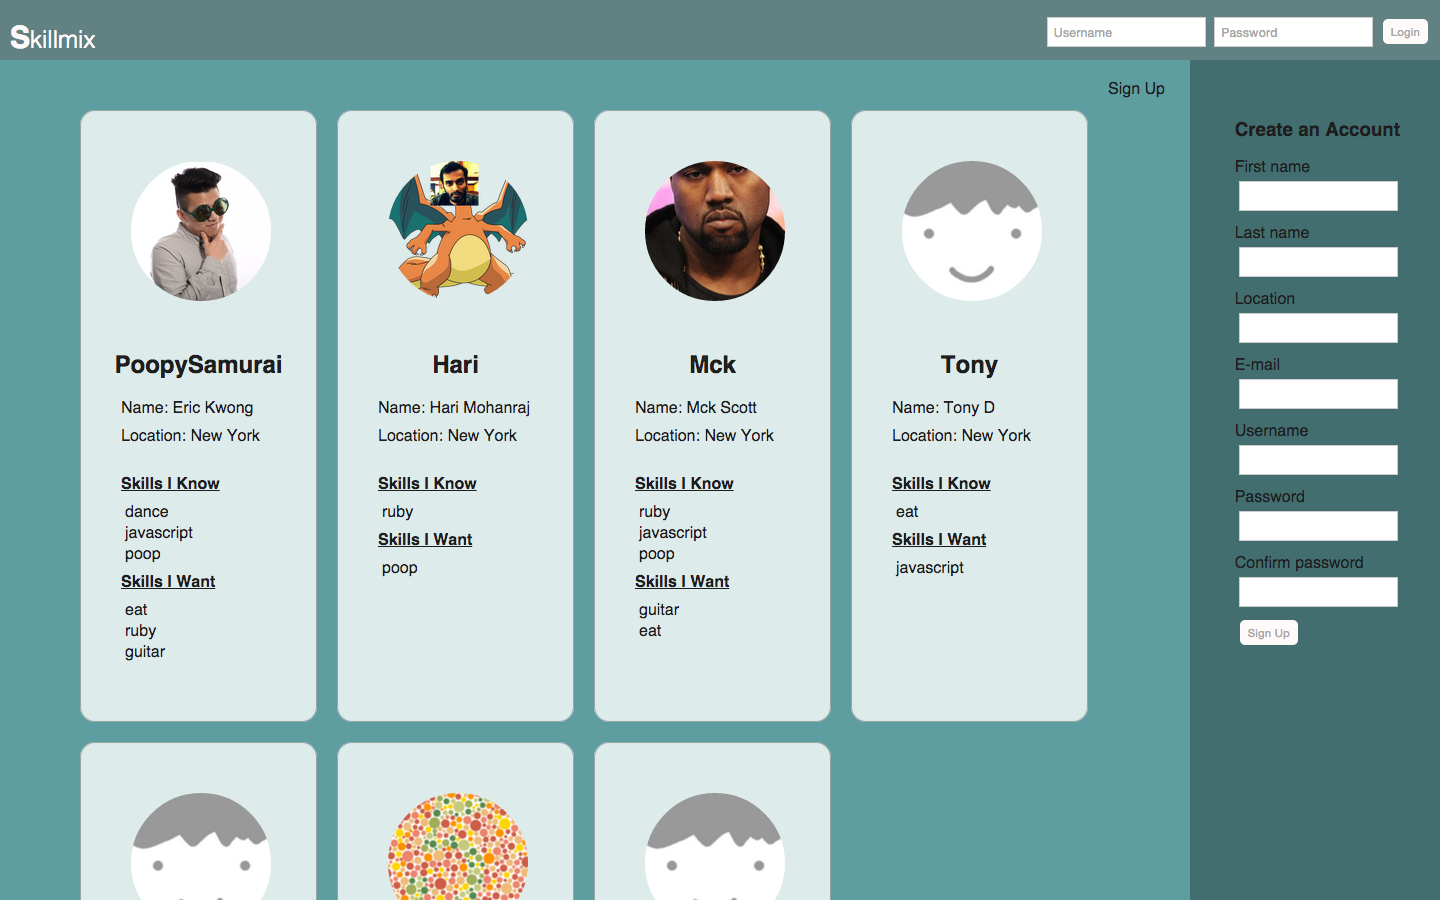 Skillmix
Username
Password
Login
Sign Up
PoopySamurai
Name: Eric Kwong
Location: New York
Skills I Know
dance
javascript
poop
Skills I Want
eat
ruby
guitar
Hari
Name: Hari Mohanraj
Location: New York
Skills I Know
ruby
Skills I Want
poop
Mck
Name: Mck Scott
Location: New York
Skills I Know
ruby
javascript
poop
Skills I Want
guitar
eat
Tony
Name: Tony D
Location: New York
Skills I Know
eat
Skills I Want
javascript
Create an Account
First name
Last name
Location
E-mail
Username
Password
Confirm password
Sign Up